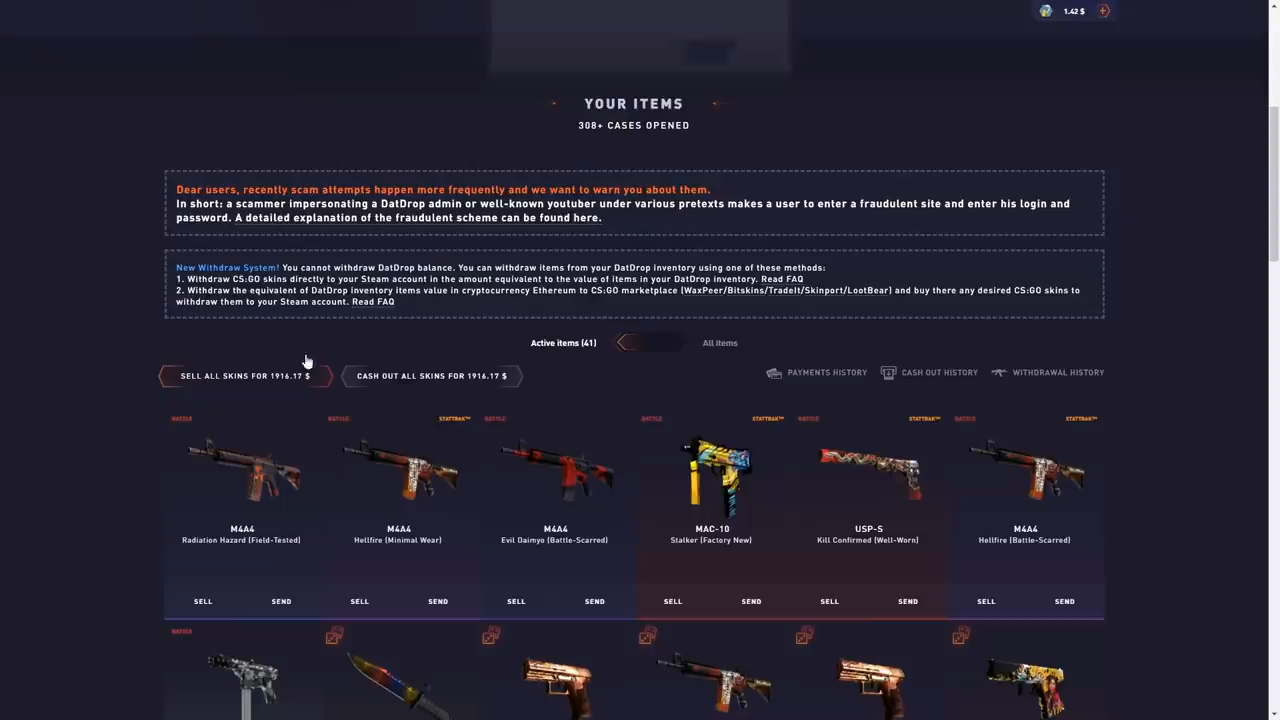 1.42 $
YOUR ITEMS
308+ CASES OPENED
Dear users, recently scam attempts happen more frequently and we want to warn you about them.
In short: a scammer impersonating a DatDrop admin or well-known youtuber under various pretexts makes a user to enter a fraudulent site and enter his login and
password. A detailed explanation of the fraudulent scheme can be found here.
New Withdraw System! You cannot withdraw DatDrop balance. You can withdraw items from your DatDrop inventory using one of these methods:
1. Withdraw CS:GO skins directly to your Steam account in the amount equivalent to the value of items in your DatDrop inventory. Read FAQ
2. Withdraw the equivalent of DatDrop inventory items value in cryptocurrency Ethereum to CS:GO marketplace (WaxPeer/Bitskins/TradeIt/Skinport/LootBear) and buy there any desired CS:GO skins to
withdraw them to your Steam account. Read FAQ
Active items (41) All items
SELL ALL SKINS FOR 1916.17 $ CASH OUT ALL SKINS FOR 1916.17 $ PAYMENTS HISTORY CASH OUT HISTORY WITHDRAWAL HISTORY
BATTLE BATTLE STATTRAK™ BATTLE BATTLE STATTRAK™ BATTLE STATTRAK™ BATTLE STATTRAK™
M4A4 M4A4 M4A4 MAC-10 USP-S M4A4
Radiation Hazard (Field-Tested) Hellfire (Minimal Wear) Evil Daimyo (Battle-Scarred) Stalker (Factory New) Kill Confirmed (Well-Worn) Hellfire (Battle-Scarred)
SELL SEND SELL SEND SELL SEND SELL SEND SELL SEND SELL SEND
BATTLE